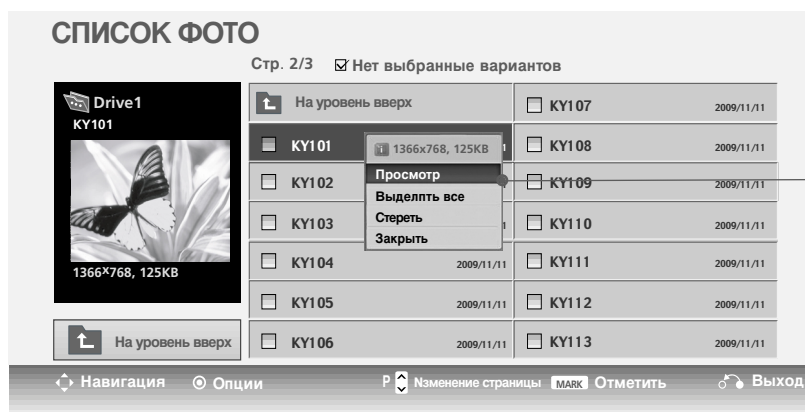 СПИСОК ФОТО
Стр. 2/3 Нет выбранные вариантов
Drive1
KY101
1366x768, 125KB
На уровень вверх
На уровень вверх
KY101
KY102
KY103
KY104 2009/11/11
KY105 2009/11/11
KY106 2009/11/11
1366x768, 125KB
Просмотр
Выделпть все
Стереть
Закрыть
KY107 2009/11/11
KY108 2009/11/11
KY109 2009/11/11
KY110 2009/11/11
KY111 2009/11/11
KY112 2009/11/11
KY113 2009/11/11
Навигация Опции P Nзменение страницы MARK Отметить Выход